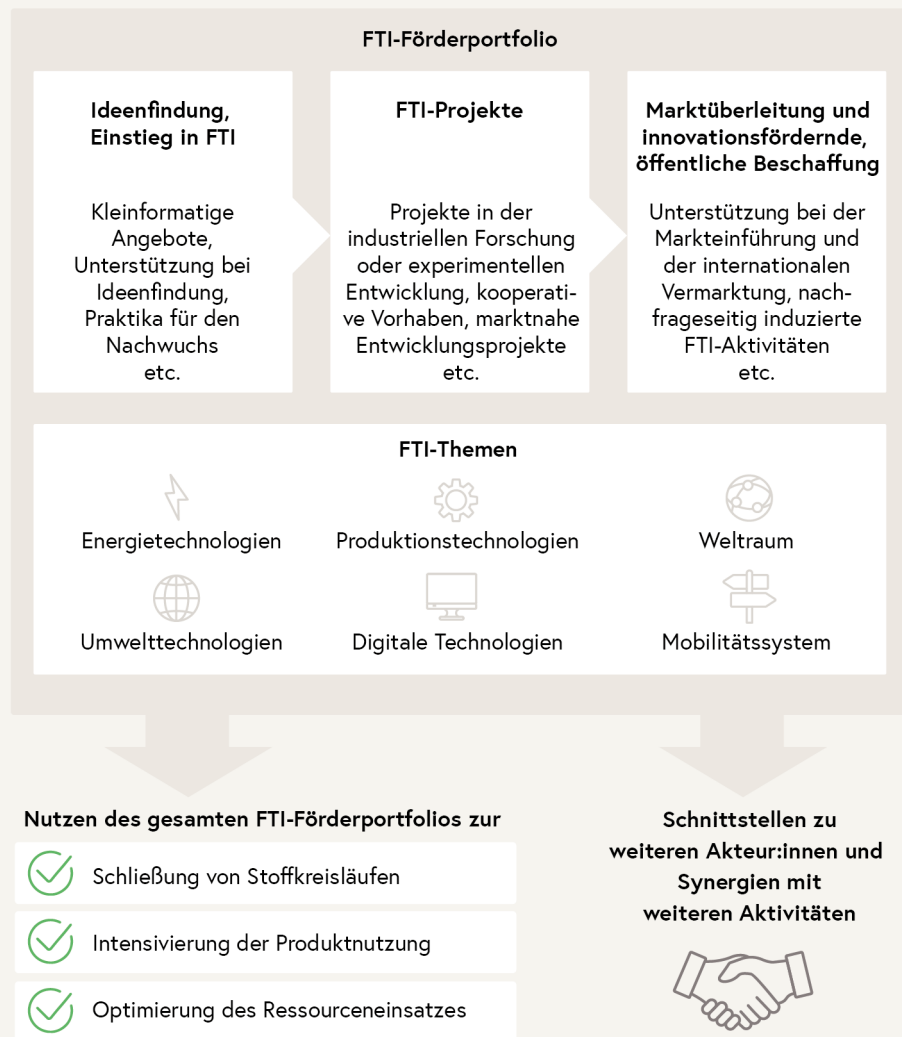 FTI-Förderportfolio
Ideenfindung,
Einstieg in FTI
Kleinformatige
Angebote,
Unterstützung bei
Ideenfindung,
Praktika für den
Nachwuchs
etc.
FTI-Projekte
Projekte in der
industriellen Forschung
oder experimentellen
Entwicklung, kooperati-
ve Vorhaben, marktnahe
Entwicklungsprojekte
etc.
Marktüberleitung und
innovationsfördernde,
öffentliche Beschaffung
Unterstützung bei der
Markteinführung und
der internationalen
Vermarktung, nach-
frageseitig induzierte
FTI-Aktivitäten
etc.
FTI-Themen
Energietechnologien
Produktionstechnologien
Weltraum
Umwelttechnologien
Digitale Technologien
Mobilitätssystem
Nutzen des gesamten FTI-Förderportfolios zur
Schließung von Stoffkreisläufen
Intensivierung der Produktnutzung
Optimierung des Ressourceneinsatzes
Schnittstellen zu
weiteren Akteur:innen und
Synergien mit
weiteren Aktivitäten